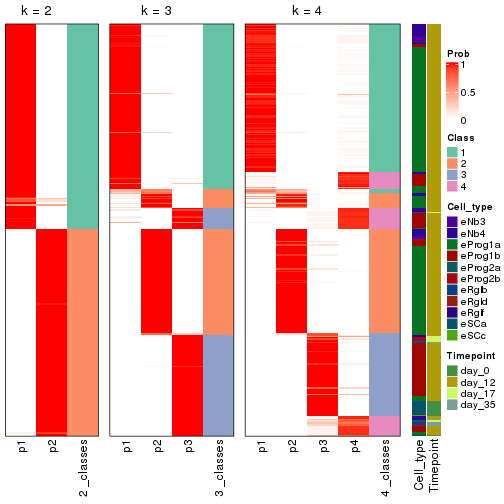 k = 2
k = 3
k = 4
p1
p2
2_classes
p1
p2
p3
3_classes
p1
p2
p3
p4
4_classes
Cell_type
Timepoint
Prob
1
0.5
0
Class
1
2
3
4
Cell_type
eNb3
eNb4
eProg1a
eProg1b
eProg2a
eProg2b
eRglb
eRgld
eRglf
eSCa
eSCc
Timepoint
day_0
day_12
day_17
day_35